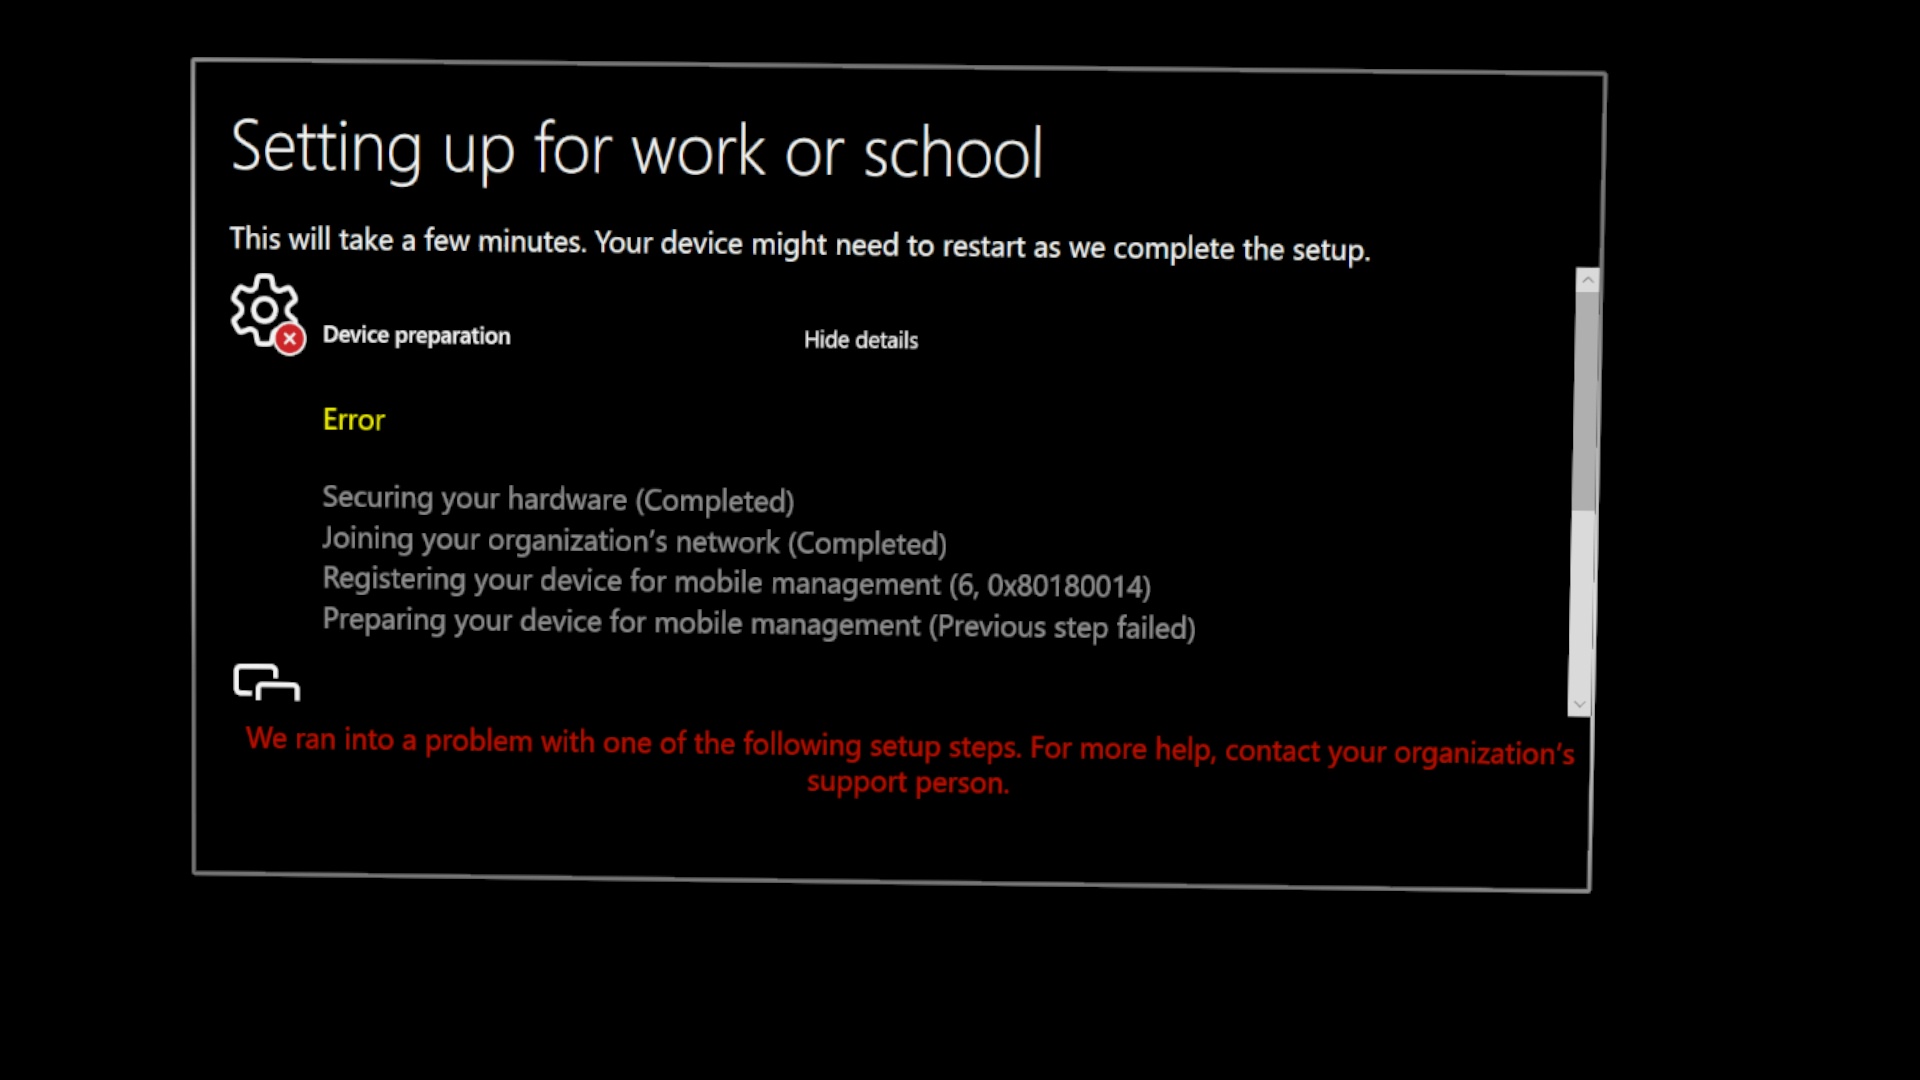 Setting up for work or school
This will take a few minutes. Your device might need to restart as we complete the setup.
Device preparation
Hide details
Error
Securing your hardware (Completed)
Joining your organization's network (Completed)
Registering your device for mobile management (6, 0x80180014)
Preparing your device for mobile management (Previous step failed)
We ran into a problem with one of the following setup steps. For more help, contact your organization's
support person.